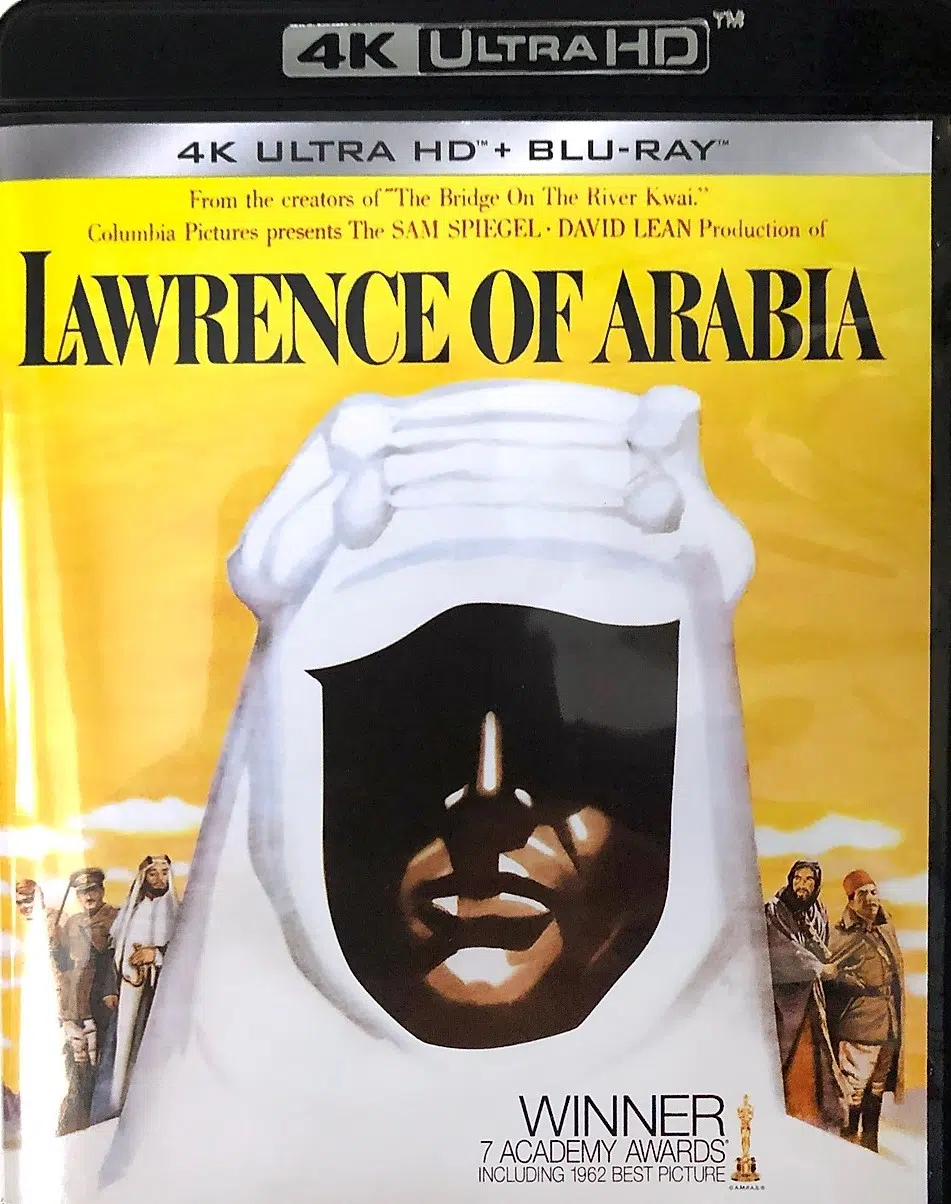 4K ULTRA HD™
4K ULTRA HD™ + BLU-RAY™
From the creators of "The Bridge On The River Kwai."
Columbia Pictures presents The SAM SPIEGEL · DAVID LEAN Production of
LAWRENCE OF ARABIA
WINNER
7 ACADEMY AWARDS®
INCLUDING 1962 BEST PICTURE
©A.M.P.A.S.®